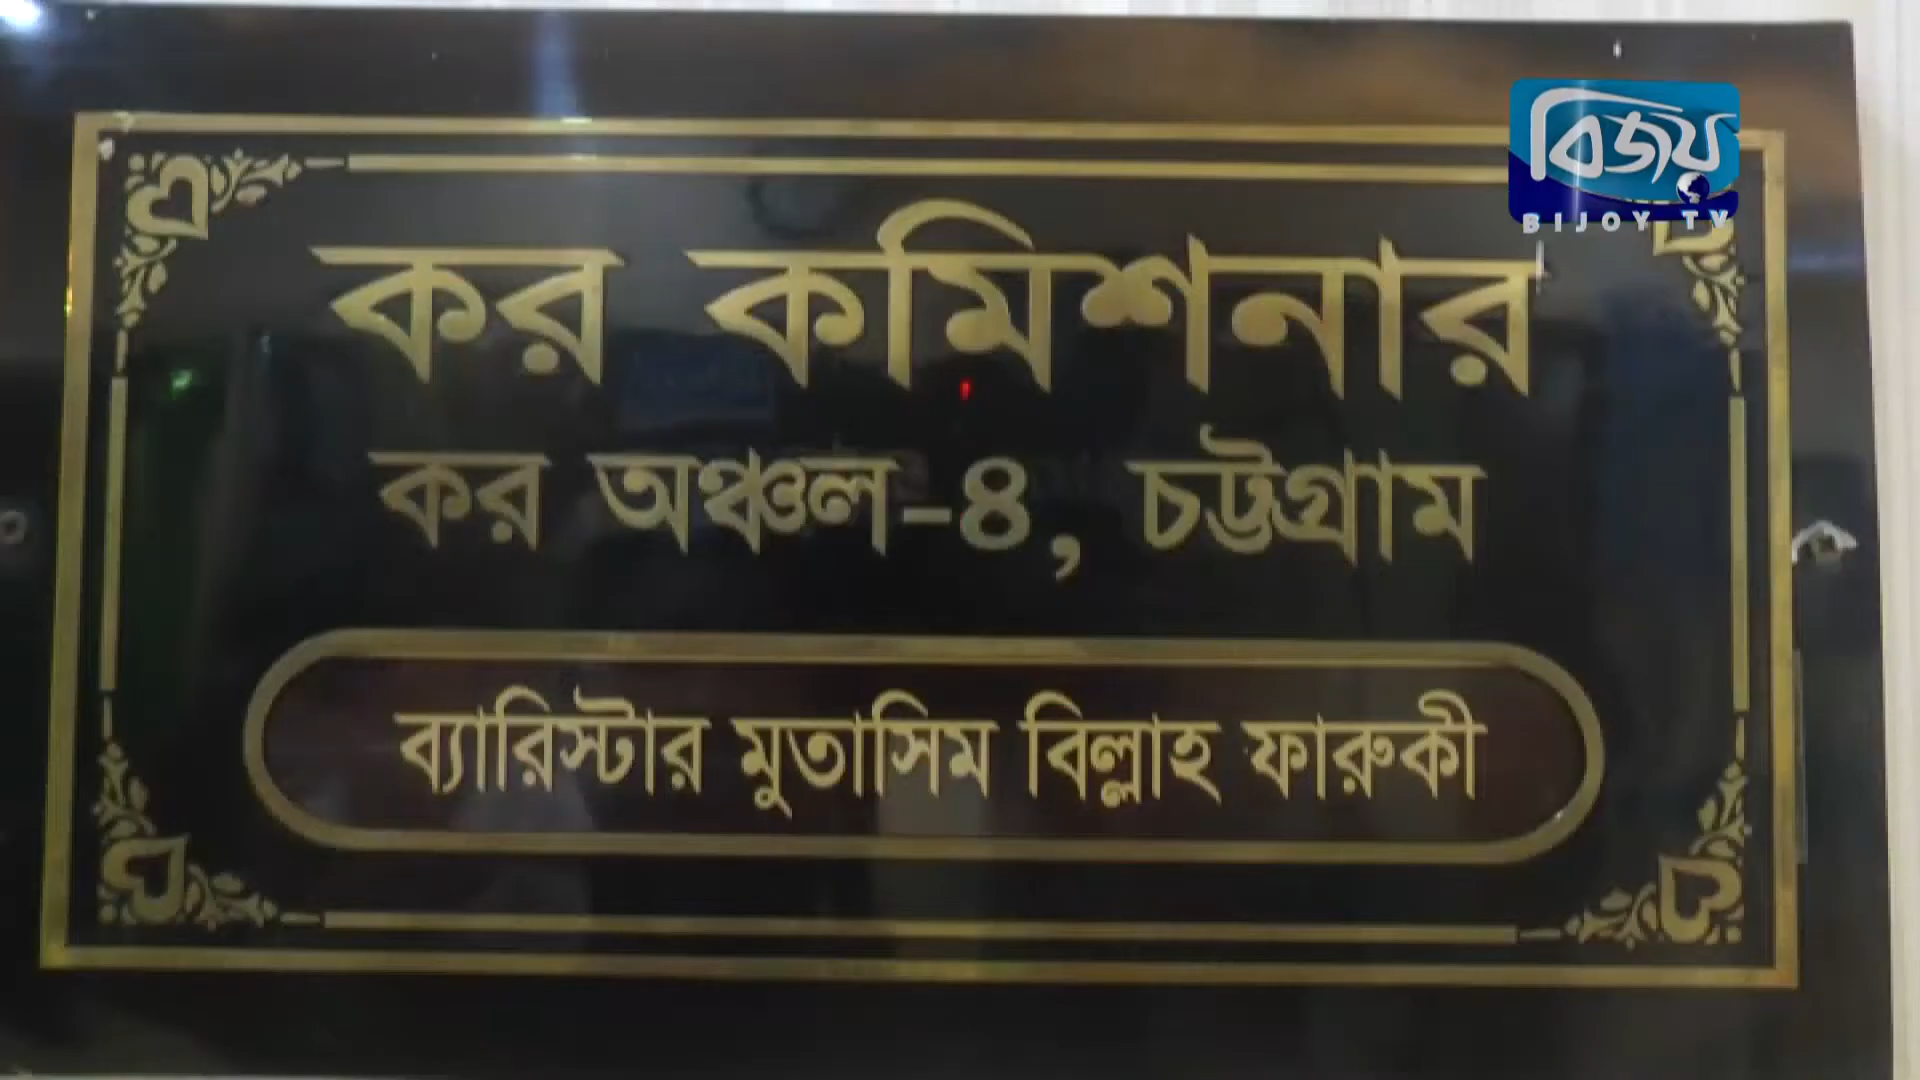 বিজয়
BIJOY TV
কর কমিশনার
কর অঞ্চল-৪, চট্টগ্রাম
ব্যারিস্টার মুতাসিম বিল্লাহ ফারুকী